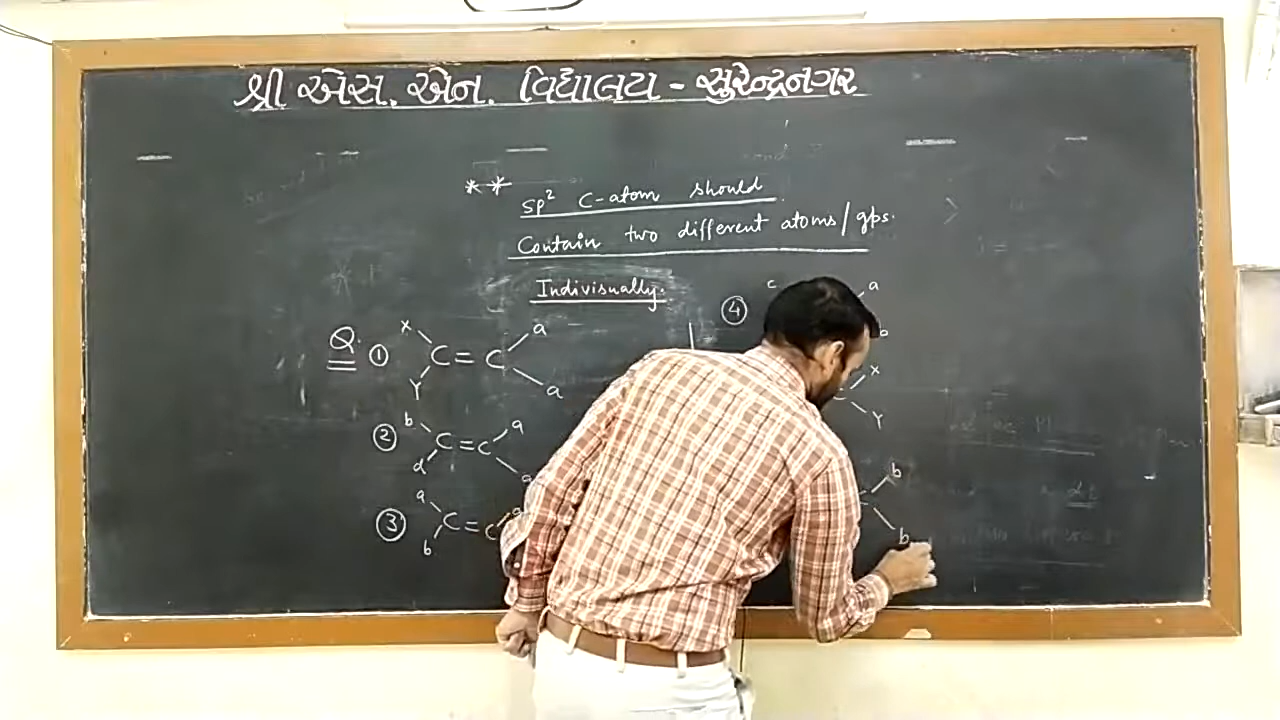 શ્રી એસ. એન. વિદ્યાલય - સુરેન્દ્રનગર
** sp² C-atom should
Contain two different atoms/gps.
Indivisually.
Q. ① X Y C=C a a
② b d C=C a a
③ a b C=C a
④ c a b
X Y
b b